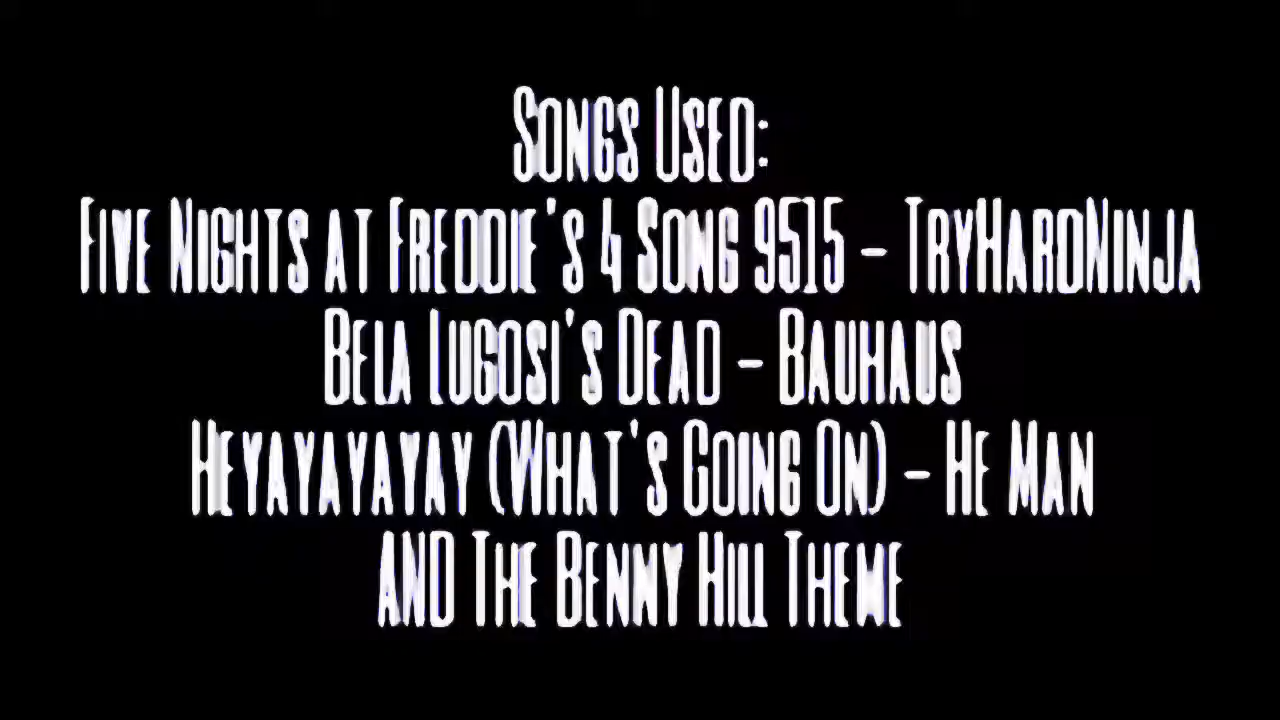 Songs Used:
Five Nights at Freddie's 4 Song 9515 - TryHardNinja
Bela Lugosi's Dead - Bauhaus
Heyayayayay (What's Going On) - He Man
AND The Benny Hill Theme